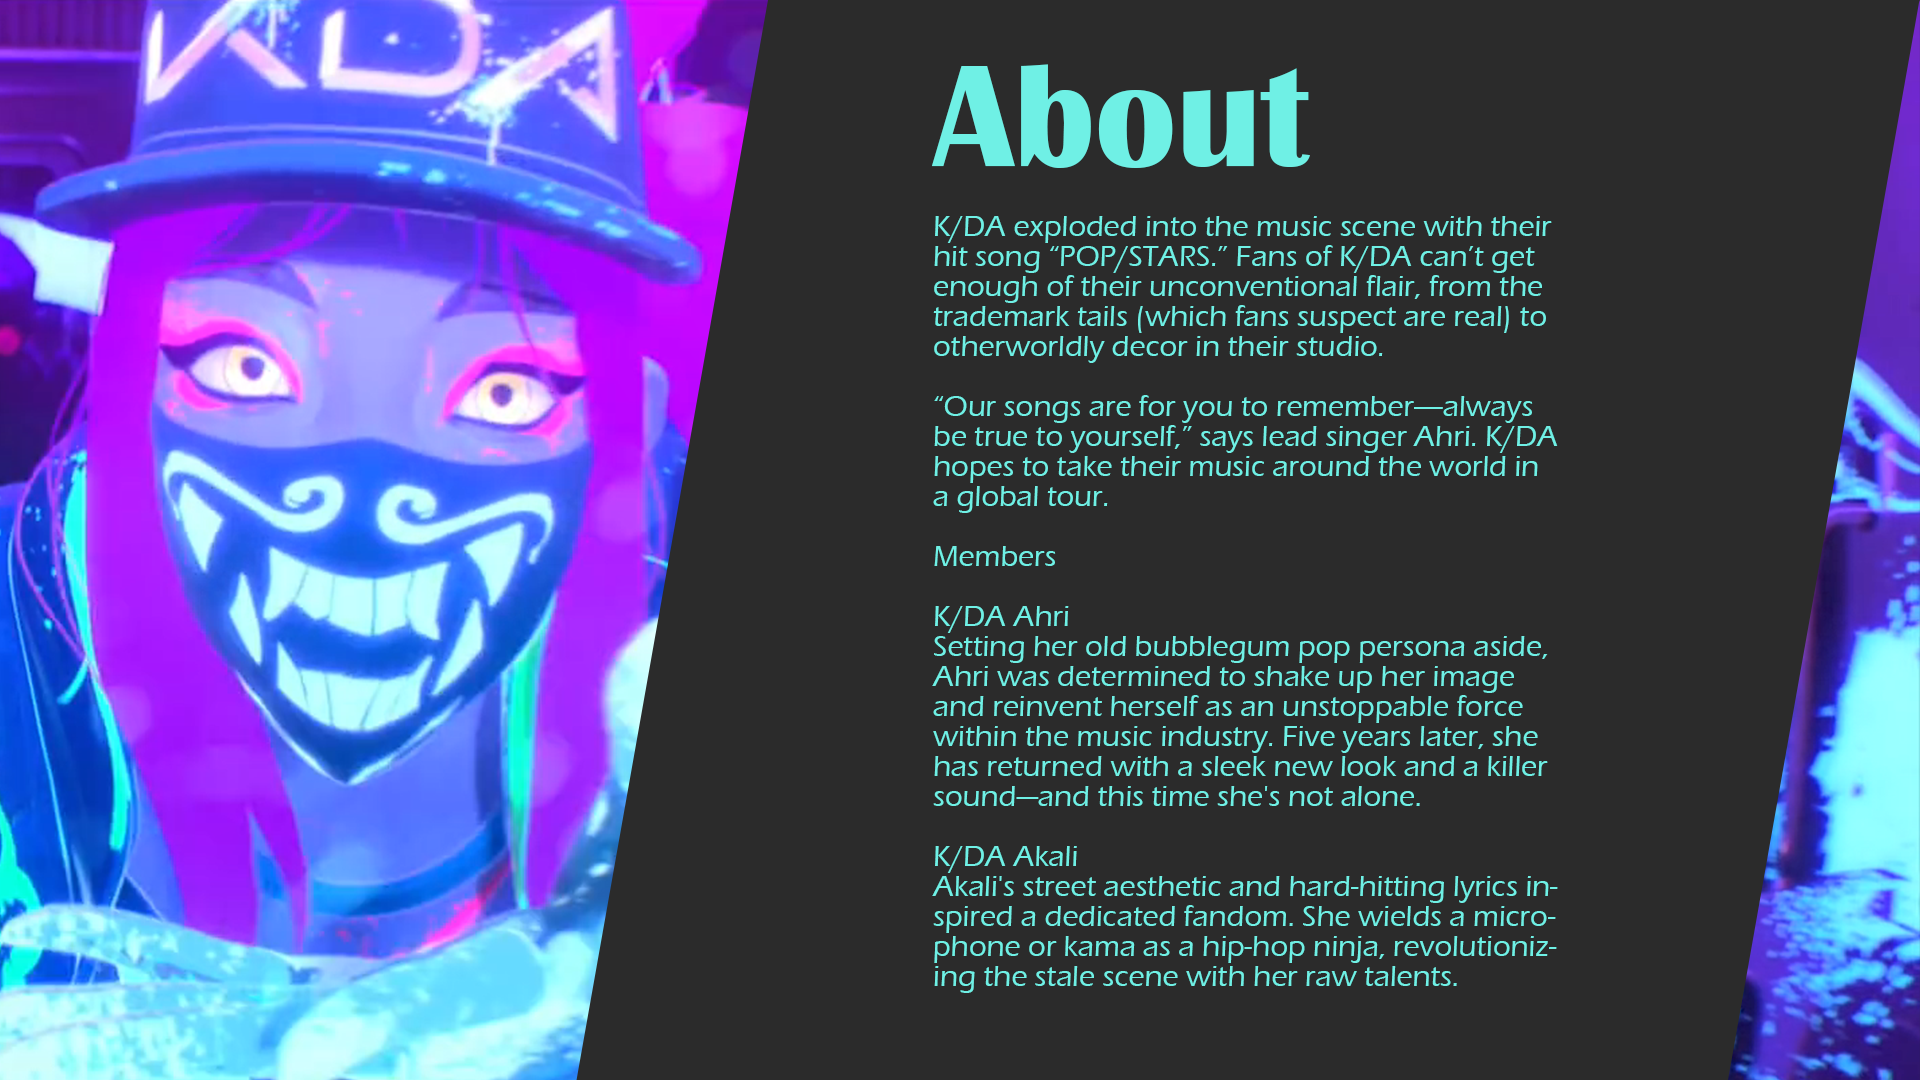 KDA
About
K/DA exploded into the music scene with their
hit song “POP/STARS.” Fans of K/DA can’t get
enough of their unconventional flair, from the
trademark tails (which fans suspect are real) to
otherworldly decor in their studio.
“Our songs are for you to remember—always
be true to yourself,” says lead singer Ahri. K/DA
hopes to take their music around the world in
a global tour.
Members
K/DA Ahri
Setting her old bubblegum pop persona aside,
Ahri was determined to shake up her image
and reinvent herself as an unstoppable force
within the music industry. Five years later, she
has returned with a sleek new look and a killer
sound—and this time she's not alone.
K/DA Akali
Akali's street aesthetic and hard-hitting lyrics in-
spired a dedicated fandom. She wields a micro-
phone or kama as a hip-hop ninja, revolutioniz-
ing the stale scene with her raw talents.